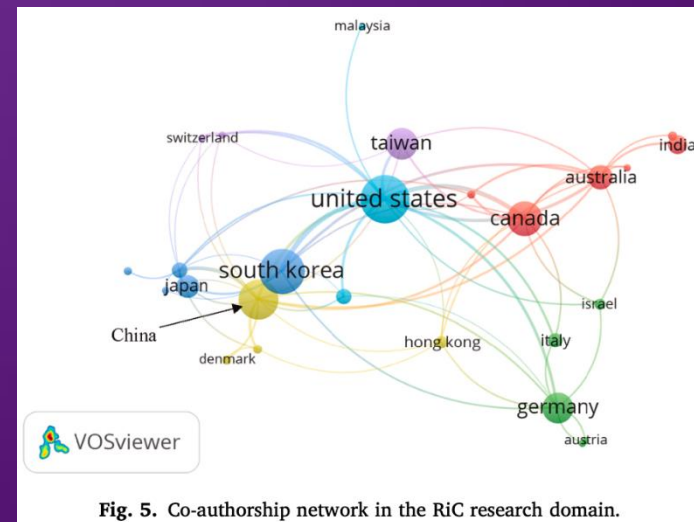 malaysia
switzerland
taiwan
india
australia
united states
canada
south korea
japan
israel
China
hong kong
italy
denmark
germany
austria
VOSviewer
Fig. 5. Co-authorship network in the RiC research domain.